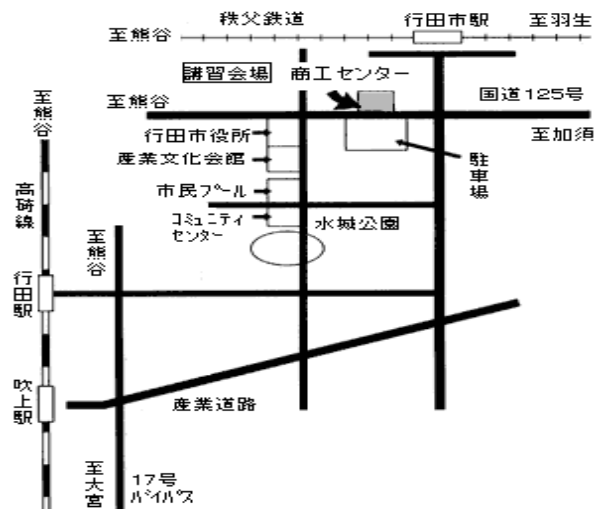 秩父鉄道
行田市駅
至羽生
至熊谷
講習会場
商工センター
国道125号
至熊谷
至熊谷
至加須
行田市役所
産業文化会館
駐車場
市民プール
高崎線
コミュニティ
センター
水城公園
至熊谷
行田駅
吹上駅
産業道路
至大宮
17号
バイパス